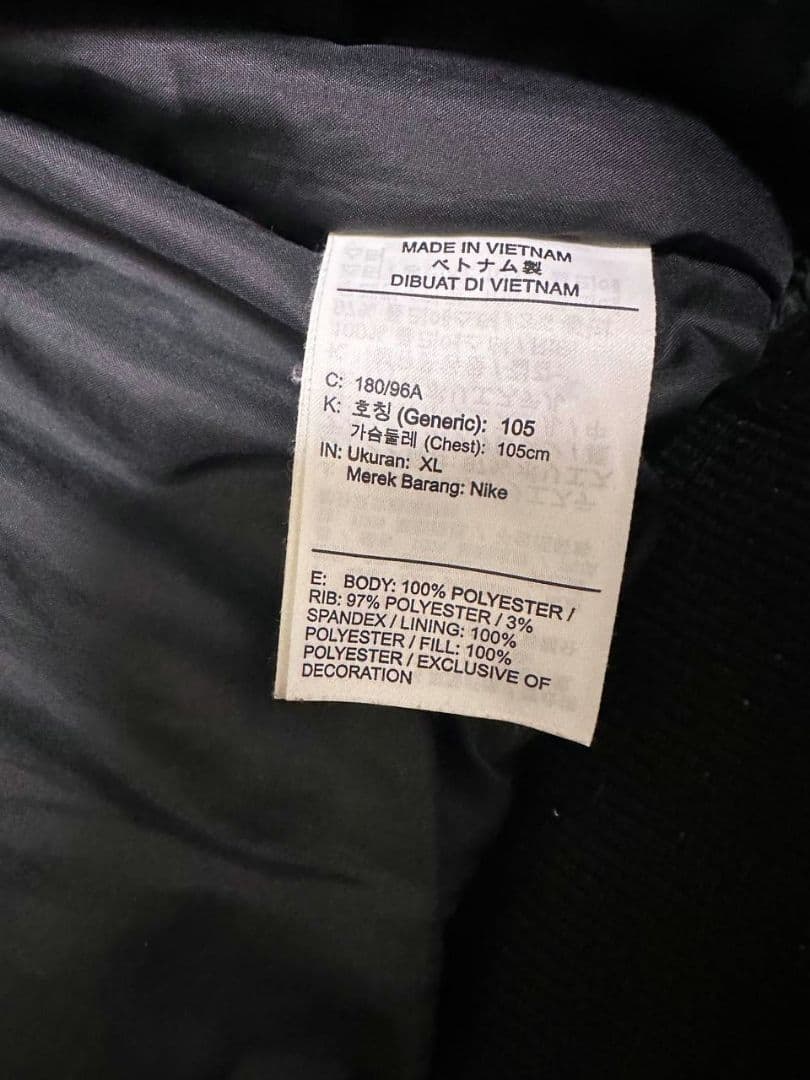 MADE IN VIETNAM
ベトナム製
DIBUAT DI VIETNAM
C: 180/96A
K: 호칭 (Generic): 105
가슴둘레 (Chest): 105cm
IN: Ukuran: XL
Merek Barang: Nike
E: BODY: 100% POLYESTER /
RIB: 97% POLYESTER / 3%
SPANDEX / LINING: 100%
POLYESTER / FILL: 100%
POLYESTER / EXCLUSIVE OF
DECORATION